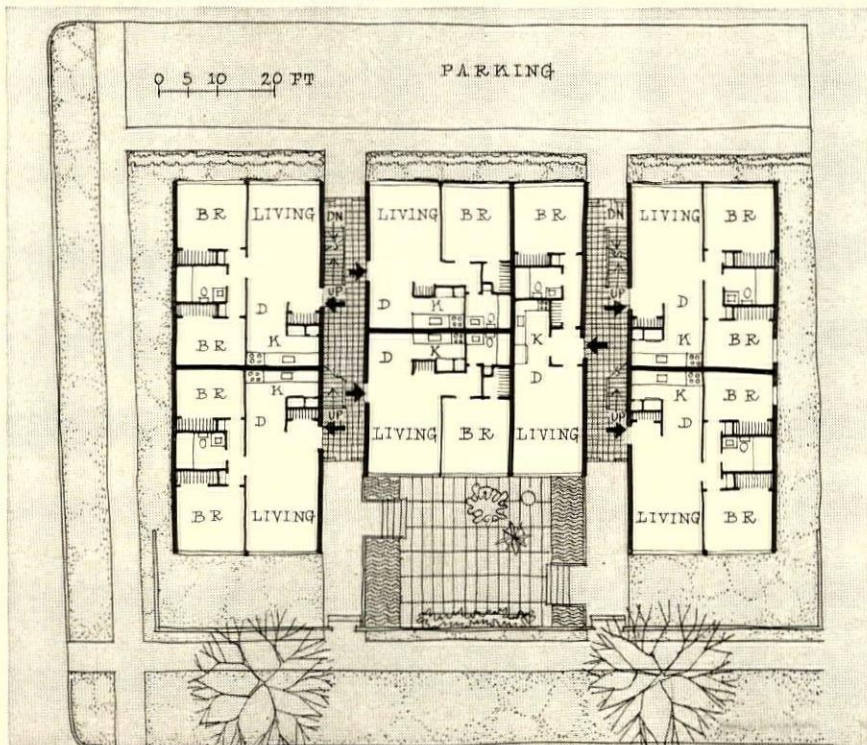 0 5 10 20 FT
PARKING
BR LIVING DN LIVING BR BR DN LIVING BR
UP UP
D D K D
BR K K BR
D K K
BR K D D K BR
D UP UP D
LIVING BR LIVING
BR LIVING LIVING BR